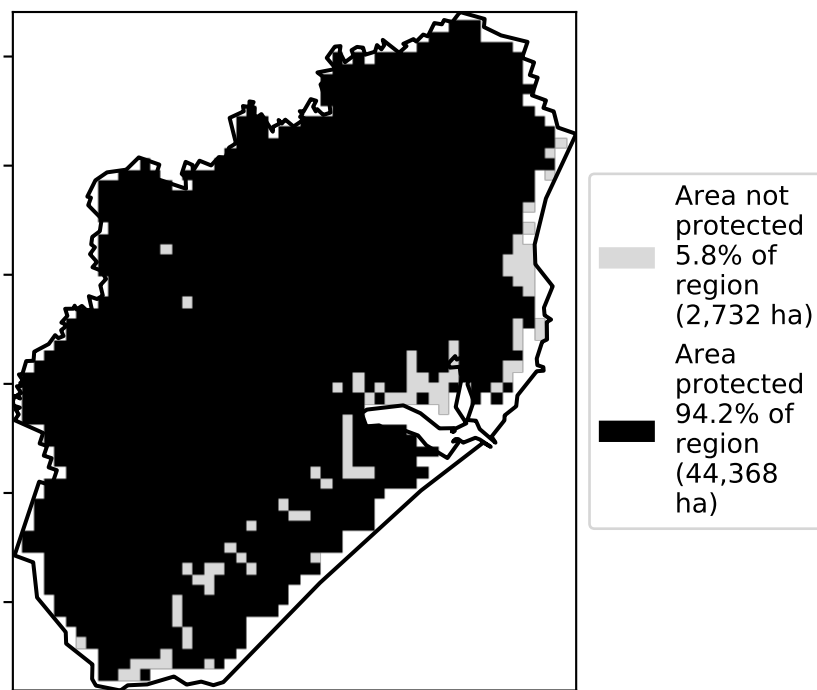 Area not
protected
5.8% of
region
(2,732 ha)
Area
protected
94.2% of
region
(44,368
ha)